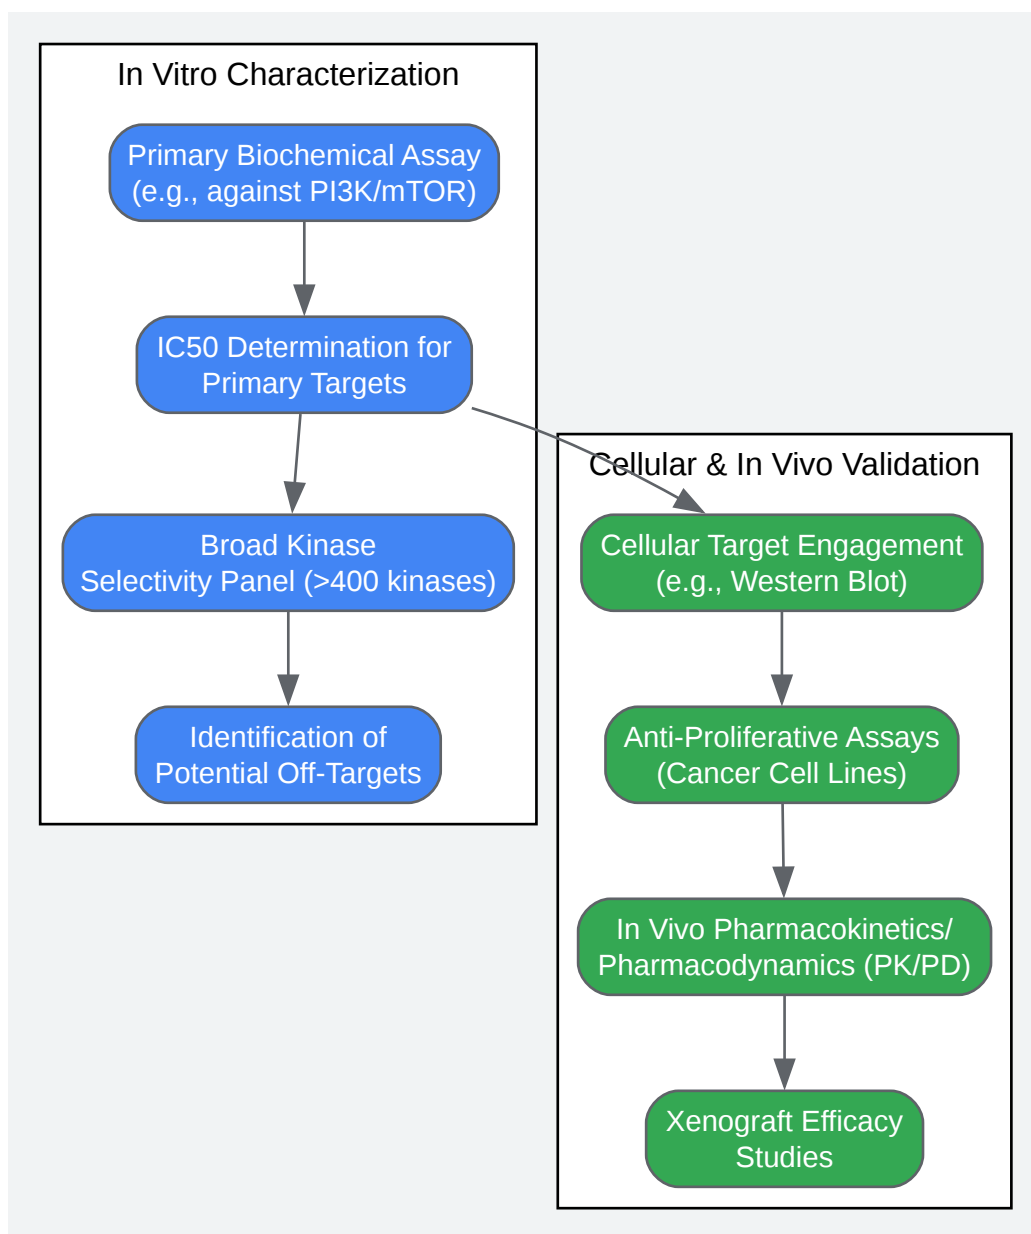 In Vitro Characterization
Primary Biochemical Assay
(e.g., against PI3K/mTOR)
IC50 Determination for
Primary Targets
Broad Kinase
Selectivity Panel (>400 kinases)
Identification of
Potential Off-Targets
Cellular & In Vivo Validation
Cellular Target Engagement
(e.g., Western Blot)
Anti-Proliferative Assays
(Cancer Cell Lines)
In Vivo Pharmacokinetics/
Pharmacodynamics (PK/PD)
Xenograft Efficacy
Studies